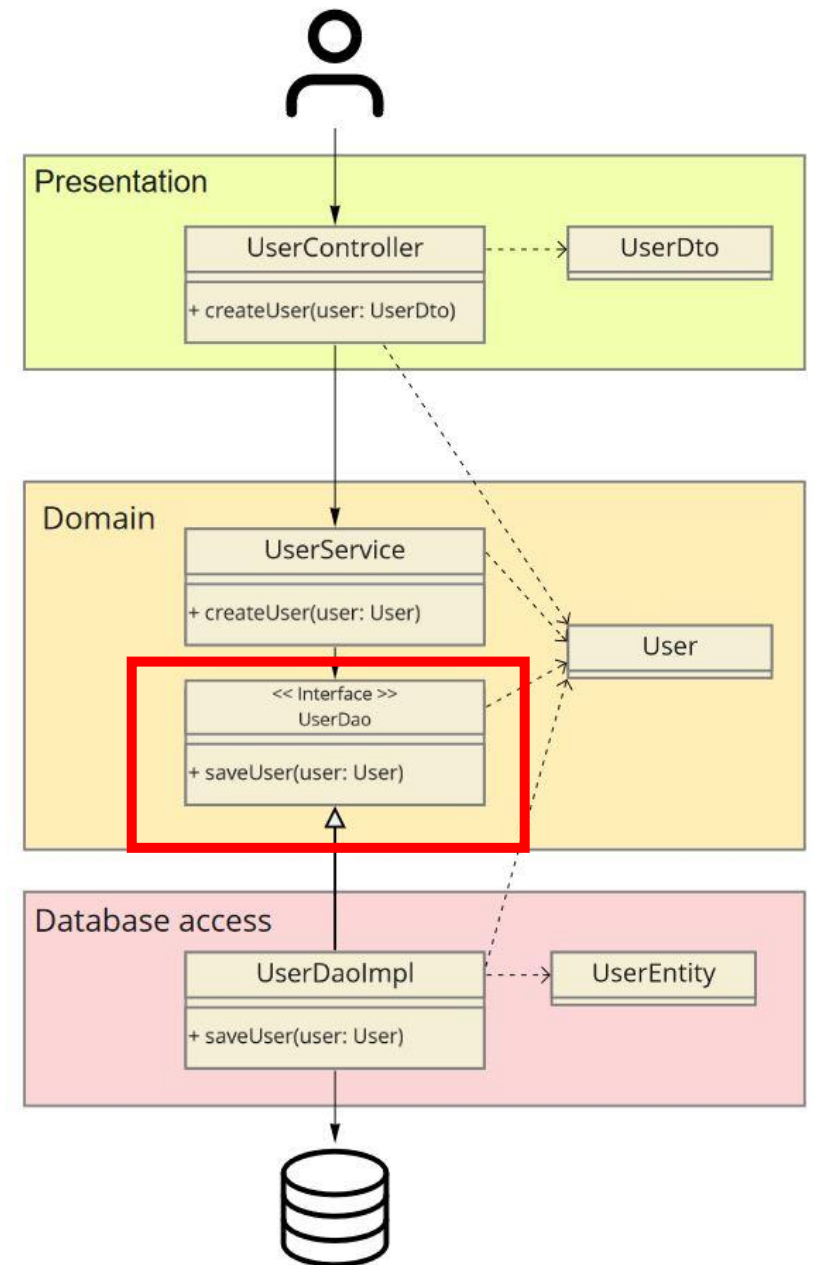 Presentation
UserController
UserDto
+ createUser(user: UserDto)
Domain
UserService
+ createUser(user: User)
User
<< Interface >>
UserDao
+ saveUser(user: User)
Database access
UserDaoImpl
UserEntity
+ saveUser(user: User)